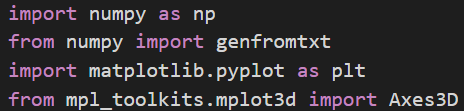 import numpy as np
from numpy import genfromtxt
import matplotlib.pyplot as plt
from mpl_toolkits.mplot3d import Axes3D